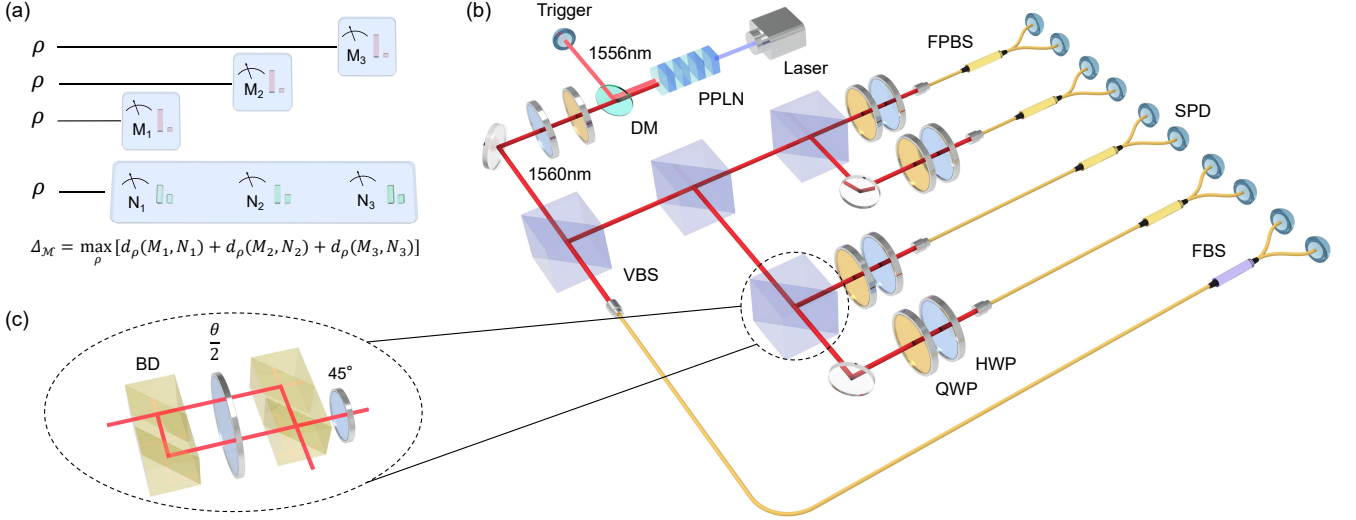 (a)
ρ
M3
ρ
M2
ρ
M1
ρ
N1 N2 N3
Δ_ℳ = max_ρ [d_ρ(M1, N1) + d_ρ(M2, N2) + d_ρ(M3, N3)]
(b)
Trigger
1556nm
Laser
PPLN
DM
1560nm
VBS
FPBS
SPD
FBS
HWP
QWP
(c)
BD
θ/2
45°